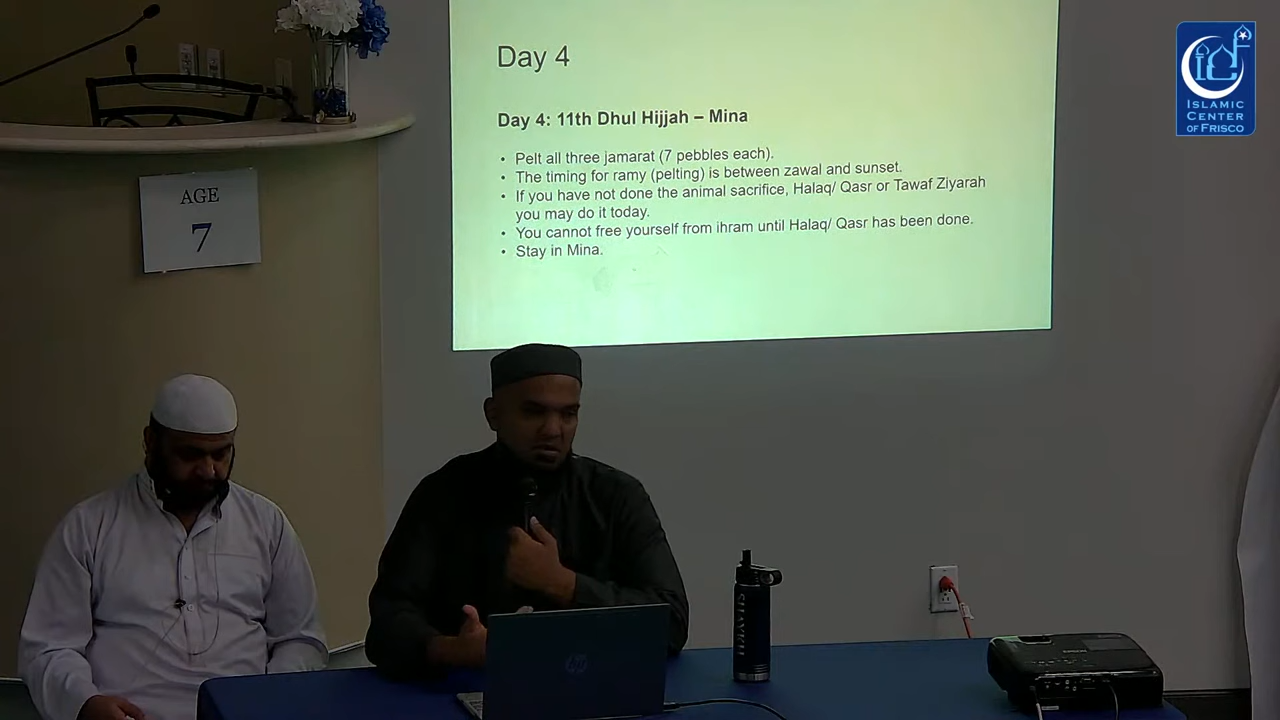 Day 4
Day 4: 11th Dhul Hijjah – Mina
• Pelt all three jamarat (7 pebbles each).
• The timing for ramy (pelting) is between zawal and sunset.
• If you have not done the animal sacrifice, Halaq/ Qasr or Tawaf Ziyarah
you may do it today.
• You cannot free yourself from ihram until Halaq/ Qasr has been done.
• Stay in Mina.
ISLAMIC
CENTER
OF FRISCO
AGE
7
hp
EPSON